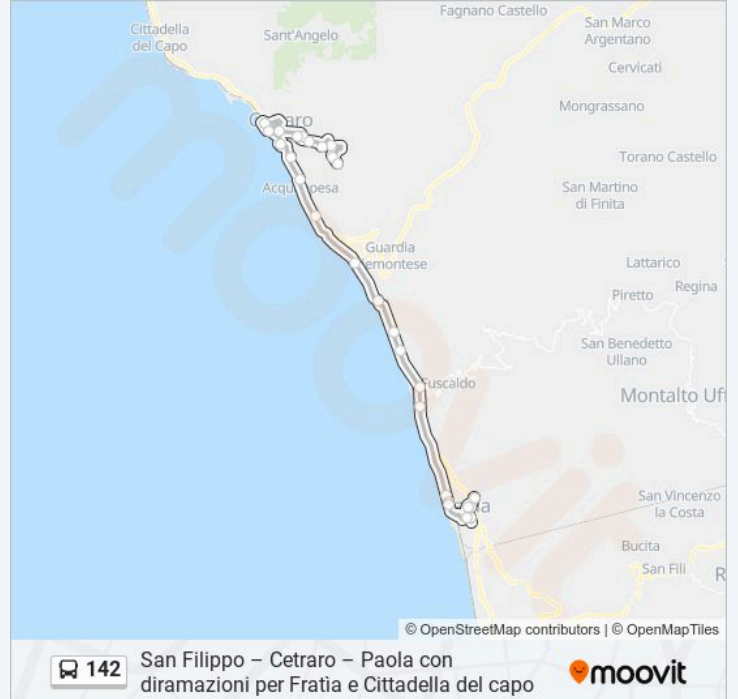 Fagnano Castello
Cittadella
del Capo
Sant'Angelo
San Marco
Argentano
Cervicati
Mongrassano
Torano Castello
San Martino
di Finita
Guardia
Lattarico
Regina
Piretto
San Benedetto
Ullano
Fuscaldo
San Vincenzo
la Costa
Bucita
San Fili
moovit
© OpenStreetMap contributors | © OpenMapTiles
142
San Filippo – Cetraro – Paola con
diramazioni per Fratìa e Cittadella del capo
moovit